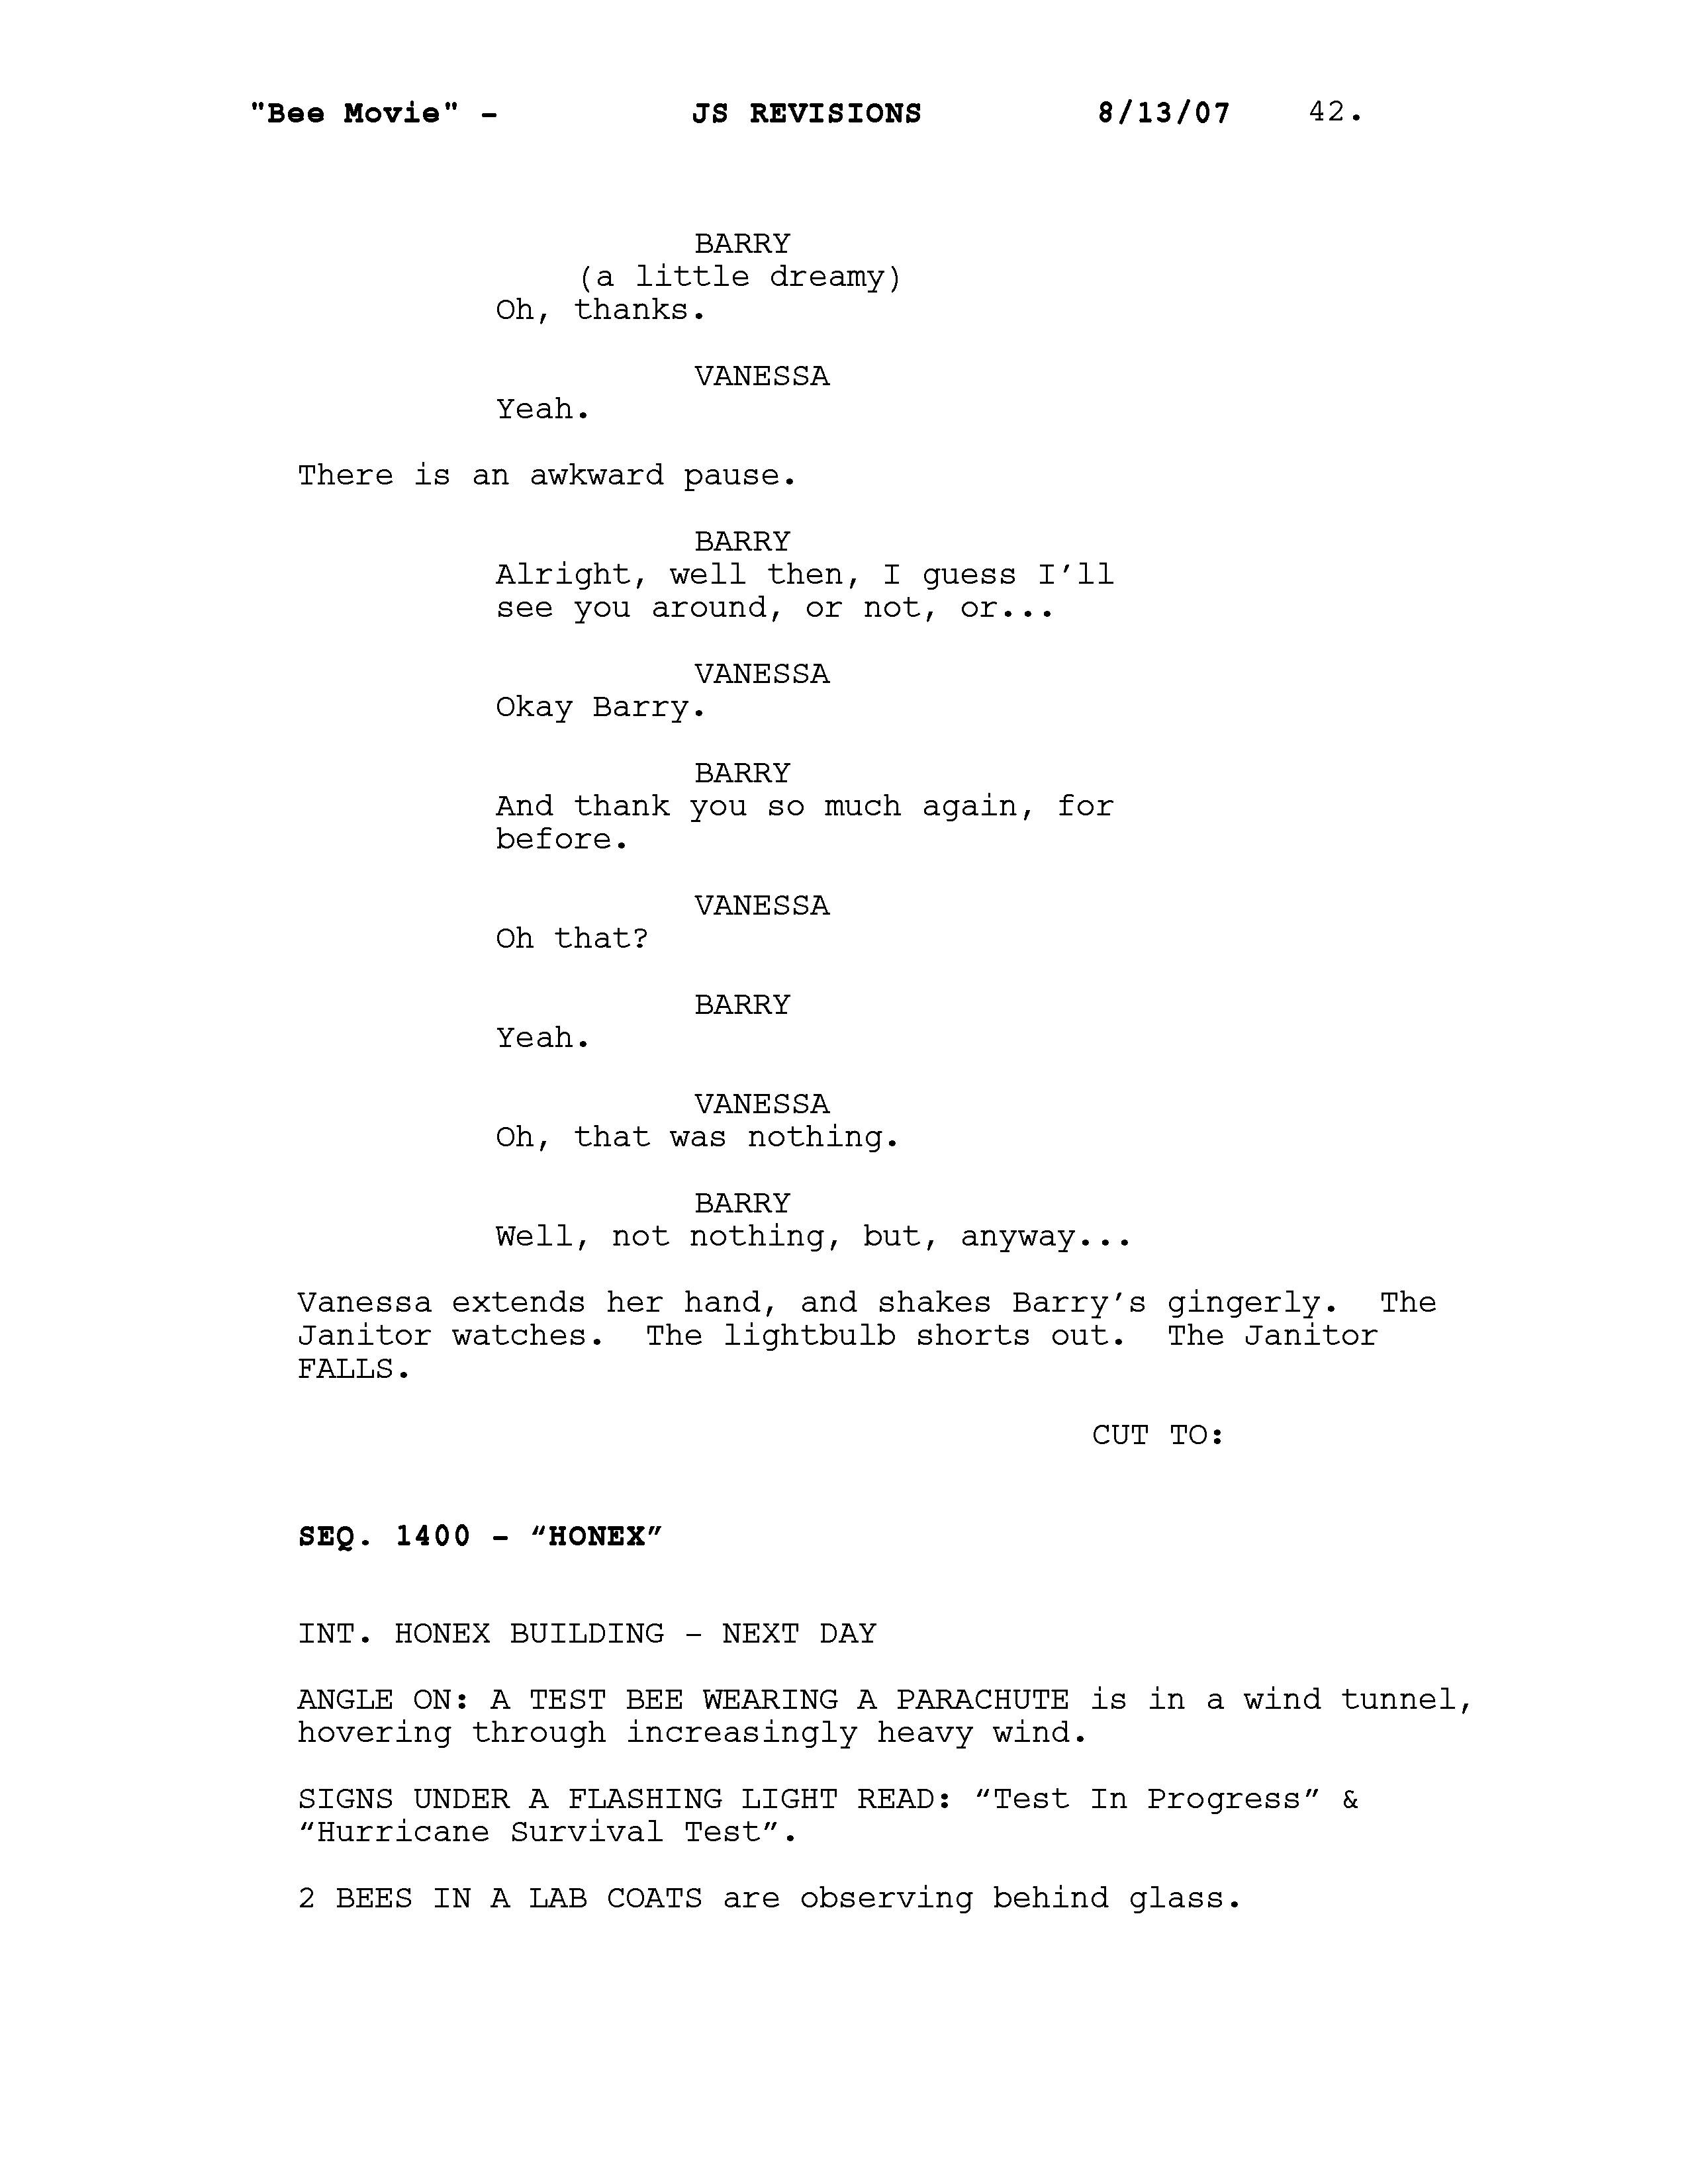 "Bee Movie" - JS REVISIONS 8/13/07 42.
BARRY
(a little dreamy)
Oh, thanks.
VANESSA
Yeah.
There is an awkward pause.
BARRY
Alright, well then, I guess I’ll
see you around, or not, or...
VANESSA
Okay Barry.
BARRY
And thank you so much again, for
before.
VANESSA
Oh that?
BARRY
Yeah.
VANESSA
Oh, that was nothing.
BARRY
Well, not nothing, but, anyway...
Vanessa extends her hand, and shakes Barry’s gingerly. The
Janitor watches. The lightbulb shorts out. The Janitor
FALLS.
CUT TO:
SEQ. 1400 - “HONEX”
INT. HONEX BUILDING - NEXT DAY
ANGLE ON: A TEST BEE WEARING A PARACHUTE is in a wind tunnel,
hovering through increasingly heavy wind.
SIGNS UNDER A FLASHING LIGHT READ: “Test In Progress” &
“Hurricane Survival Test”.
2 BEES IN A LAB COATS are observing behind glass.